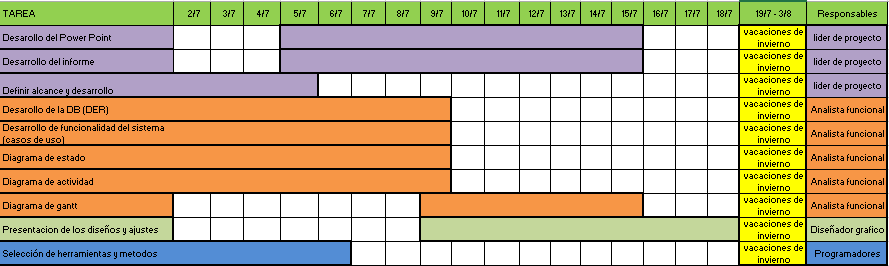 TAREA 2/7 3/7 4/7 5/7 6/7 7/7 8/7 9/7 10/7 11/7 12/7 13/7 14/7 15/7 16/7 17/7 18/7 19/7 - 3/8 Responsables
Desarollo del Power Point vacaciones de invierno lider de proyecto
Desarrollo del informe vacaciones de invierno lider de proyecto
Definir alcance y desarrollo vacaciones de invierno lider de proyecto
Desarollo de la DB (DER) vacaciones de invierno Analista funcional
Desarrollo de funcionalidad del sistema
(casos de uso) vacaciones de invierno Analista funcional
Diagrama de estado vacaciones de invierno Analista funcional
Diagrama de actividad vacaciones de invierno Analista funcional
Diagrama de gantt vacaciones de invierno Analista funcional
Presentacion de los diseños y ajustes vacaciones de invierno Diseñador grafico
Selección de herramientas y metodos vacaciones de invierno Programadores